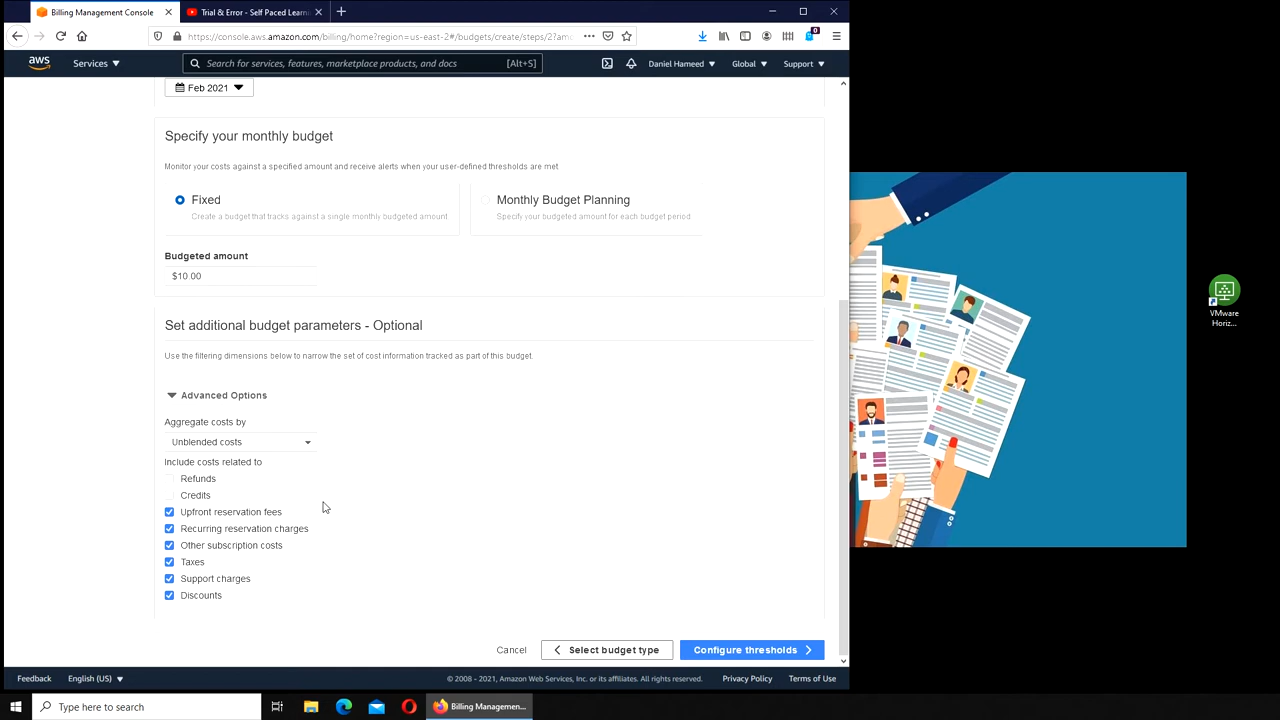 Billing Management Console
Trial & Error - Self Paced Learni
https://console.aws.amazon.com/billing/home?region=us-east-2#/budgets/create/steps/2?am
aws
Services
Search for services, features, marketplace products, and docs
[Alt+S]
Daniel Hameed
Global
Support
Feb 2021
Specify your monthly budget
Monitor your costs against a specified amount and receive alerts when your user-defined thresholds are met
Fixed
Create a budget that tracks against a single monthly budgeted amount
Monthly Budget Planning
Specify your budgeted amount for each budget period
Budgeted amount
$10.00
Set additional budget parameters - Optional
Use the filtering dimensions below to narrow the set of cost information tracked as part of this budget.
Advanced Options
Aggregate costs by
Unblended costs
Include costs related to
Refunds
Credits
Upfront reservation fees
Recurring reservation charges
Other subscription costs
Taxes
Support charges
Discounts
Cancel
Select budget type
Configure thresholds
Feedback
English (US)
© 2008 - 2021, Amazon Web Services, Inc. or its affiliates. All rights reserved.
Privacy Policy
Terms of Use
Type here to search
Billing Managemen...
VMware
Horiz...
0